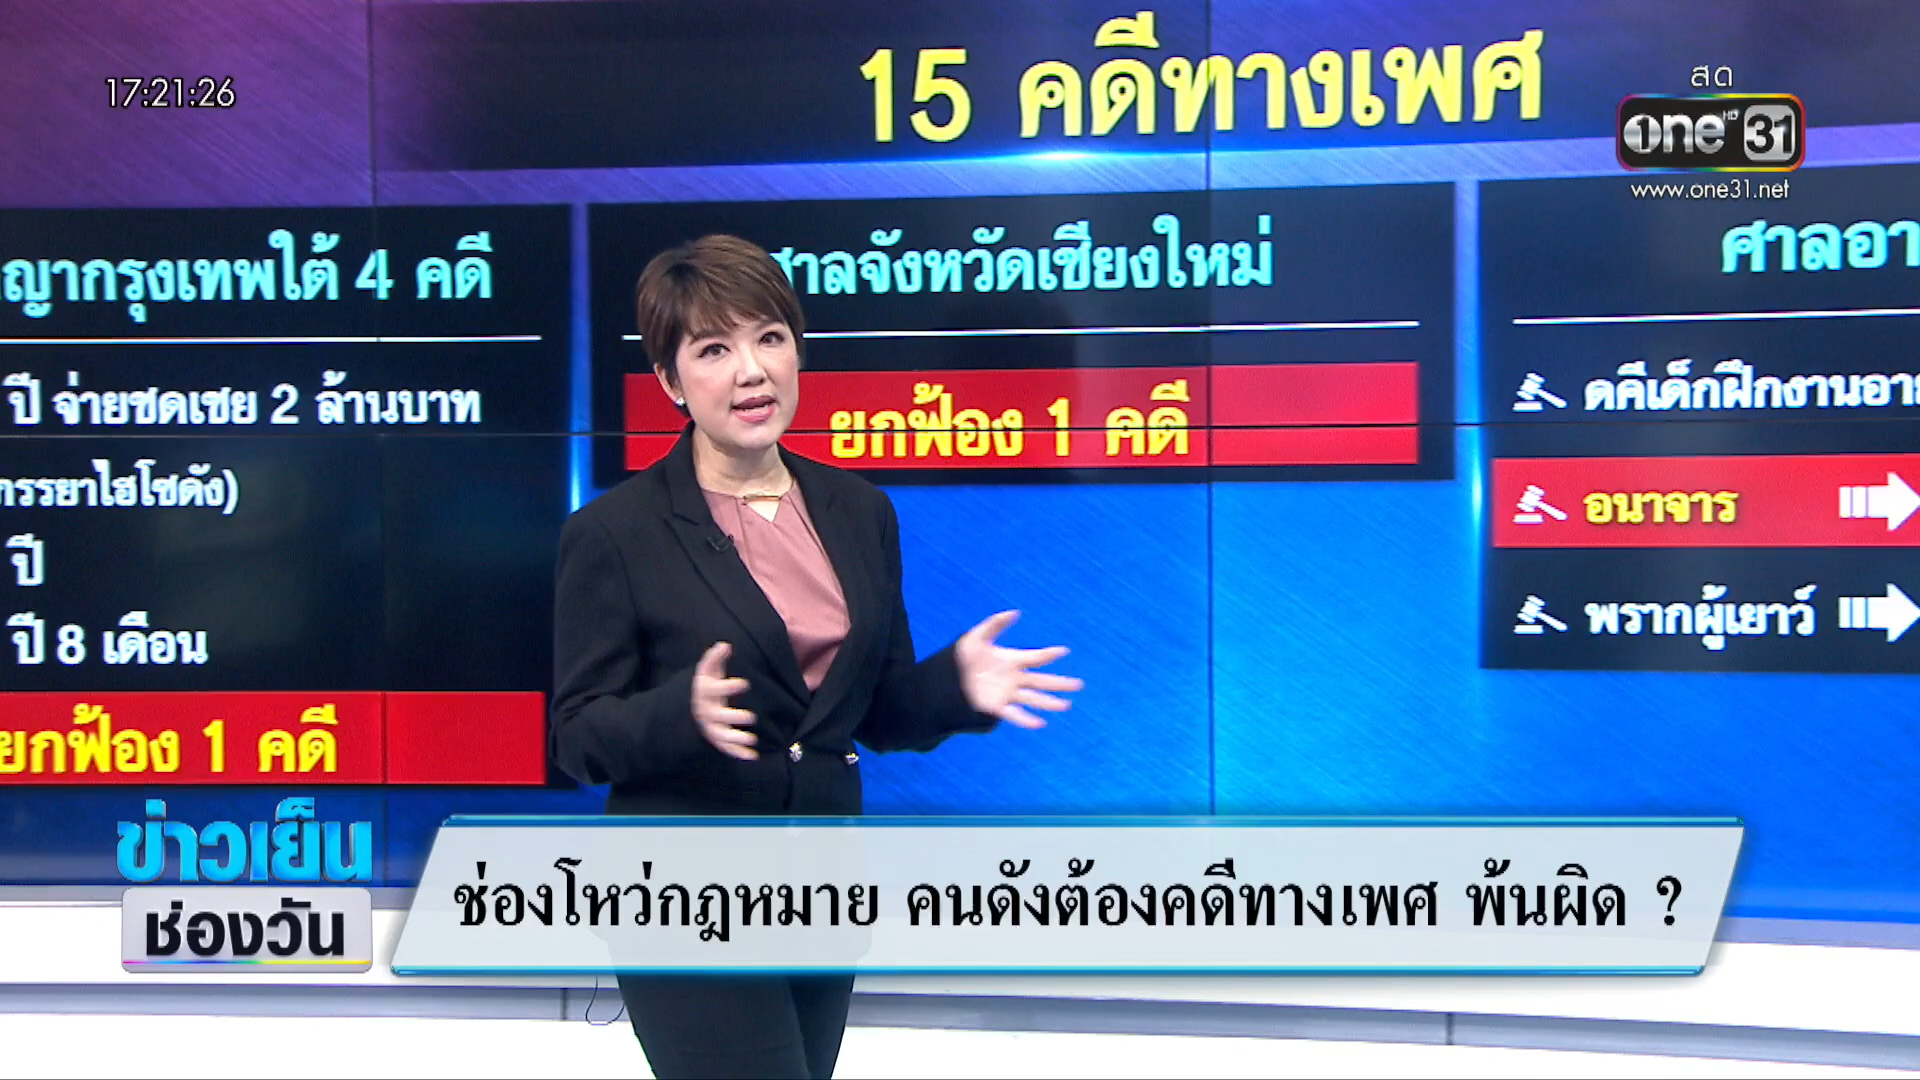 17:21:26
15 คดีทางเพศ
สด
one HD 31
www.one31.net
ญากรุงเทพใต้ 4 คดี
ปี จ่ายชดเชย 2 ล้านบาท
ภรรยาไฮโซดัง)
ปี
ปี 8 เดือน
ยกฟ้อง 1 คดี
ศาลจังหวัดเชียงใหม่
ยกฟ้อง 1 คดี
ศาลอา
ดคีเด็กฝึกงานอา
อนาจาร
พรากผู้เยาว์
ข่าวเย็น
ช่องวัน
ช่องโหว่กฎหมาย คนดังต้องคดีทางเพศ พ้นผิด ?